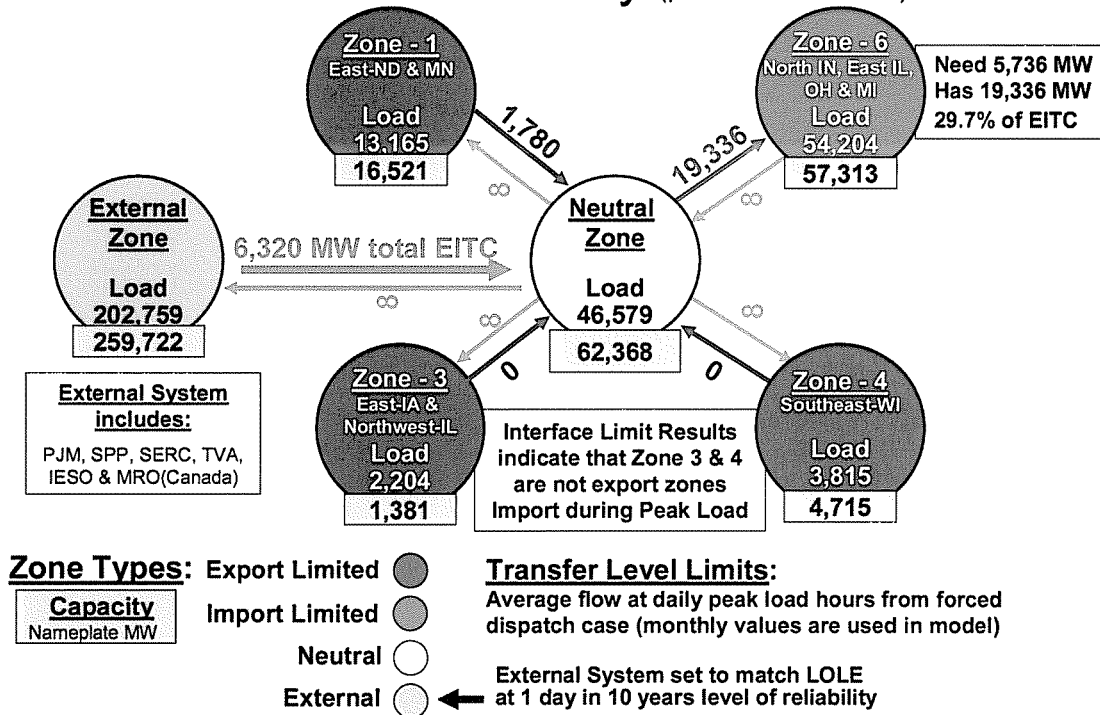 Zone - 1
East-ND & MN
Load
13,165
16,521
Zone - 6
North IN, East IL,
OH & MI
Load
54,204
57,313
Need 5,736 MW
Has 19,336 MW
29.7% of EITC
1,780
∞
19,336
∞
External
Zone
Load
202,759
259,722
6,320 MW total EITC
∞
Neutral
Zone
Load
46,579
62,368
∞
0
∞
0
External System
includes:
PJM, SPP, SERC, TVA,
IESO & MRO(Canada)
Zone - 3
East-IA &
Northwest-IL
Load
2,204
1,381
Interface Limit Results
indicate that Zone 3 & 4
are not export zones
Import during Peak Load
Zone - 4
Southeast-WI
Load
3,815
4,715
Zone Types:
Capacity
Nameplate MW
Export Limited
Import Limited
Neutral
External
Transfer Level Limits:
Average flow at daily peak load hours from forced
dispatch case (monthly values are used in model)
External System set to match LOLE
at 1 day in 10 years level of reliability